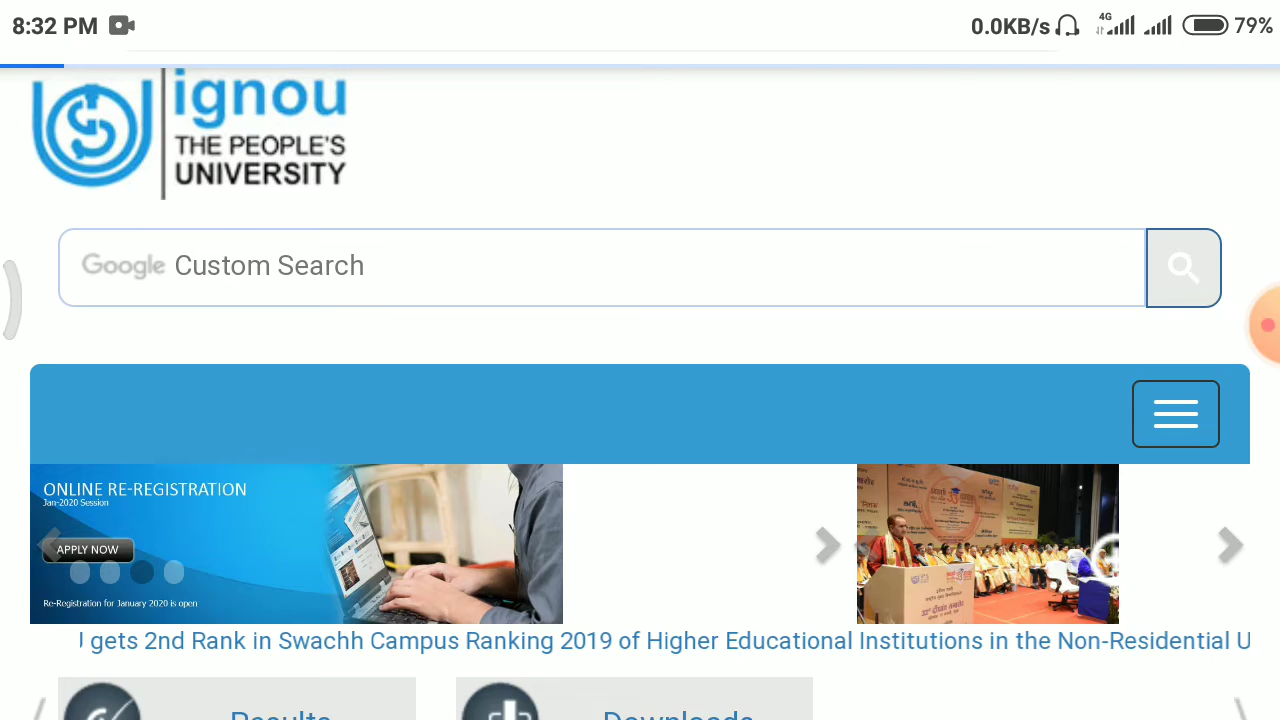 8:32 PM
0.0KB/s 4G 79%
ignou
THE PEOPLE'S
UNIVERSITY
Google Custom Search
ONLINE RE-REGISTRATION
Jan-2020 Session
APPLY NOW
Re-Registration for January 2020 is open
gets 2nd Rank in Swachh Campus Ranking 2019 of Higher Educational Institutions in the Non-Residential U
Results
Downloads